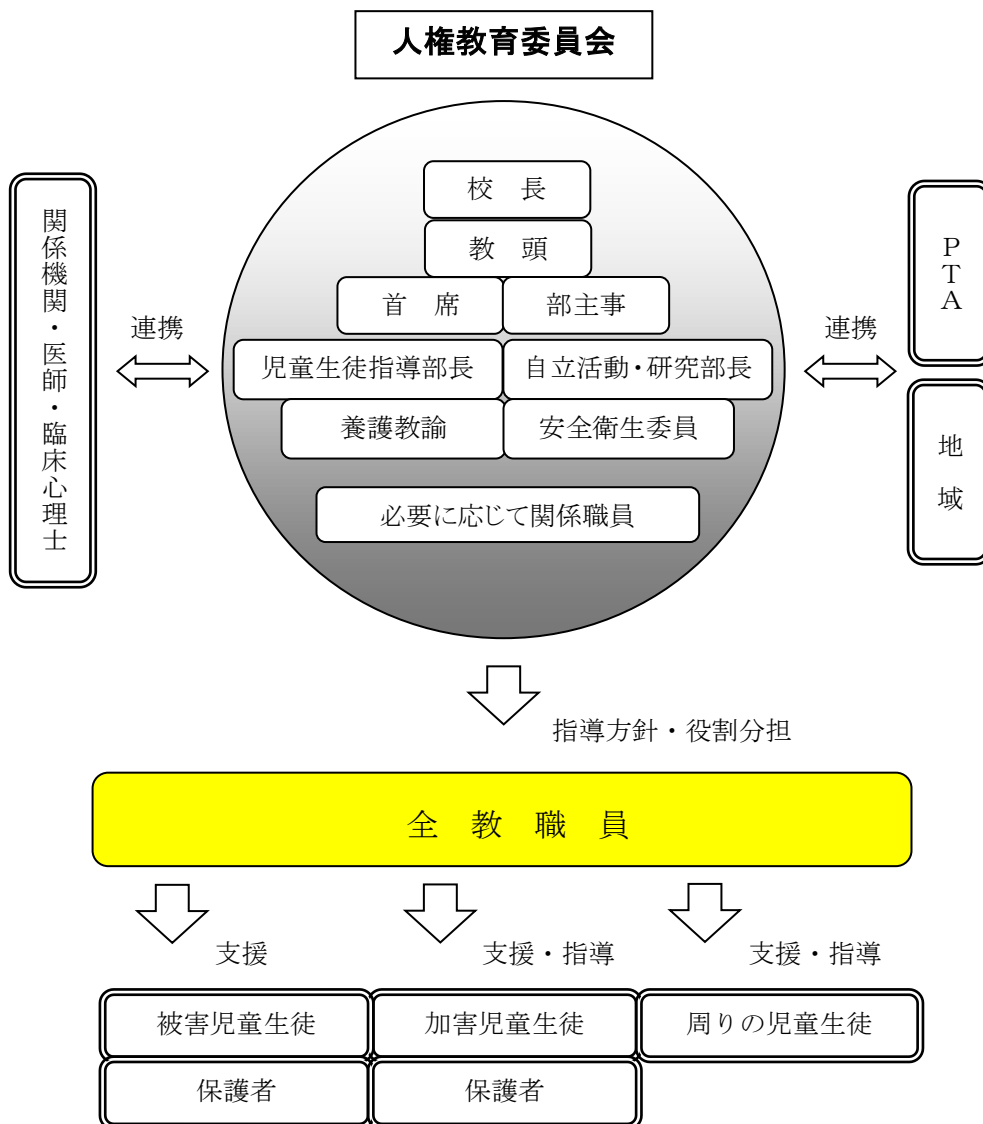 人権教育委員会
校　長
教　頭
首　席
部主事
児童生徒指導部長
自立活動・研究部長
養護教諭
安全衛生委員
必要に応じて関係職員
関係機関・医師・臨床心理士
連携
連携
PTA
地　域
指導方針・役割分担
全　教　職　員
支援
支援・指導
支援・指導
被害児童生徒
加害児童生徒
周りの児童生徒
保護者
保護者